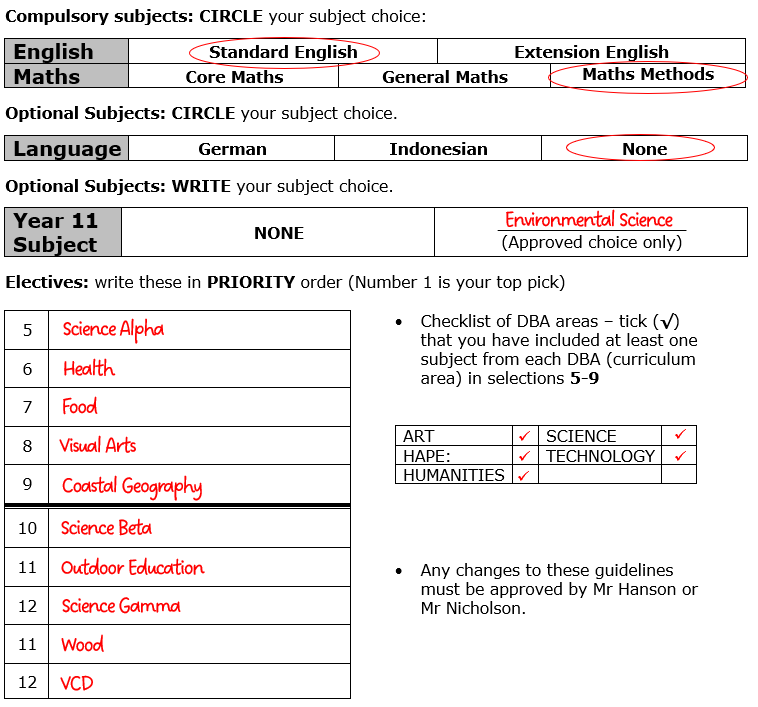 Compulsory subjects: CIRCLE your subject choice:
English Standard English Extension English
Maths Core Maths General Maths Maths Methods
Optional Subjects: CIRCLE your subject choice.
Language German Indonesian None
Optional Subjects: WRITE your subject choice.
Year 11
Subject
NONE
Environmental Science
(Approved choice only)
Electives: write these in PRIORITY order (Number 1 is your top pick)
5 Science Alpha
6 Health
7 Food
8 Visual Arts
9 Coastal Geography
10 Science Beta
11 Outdoor Education
12 Science Gamma
11 Wood
12 VCD
• Checklist of DBA areas – tick (√)
that you have included at least one
subject from each DBA (curriculum
area) in selections 5-9
ART ✓ SCIENCE ✓
HAPE: ✓ TECHNOLOGY ✓
HUMANITIES ✓
• Any changes to these guidelines
must be approved by Mr Hanson or
Mr Nicholson.